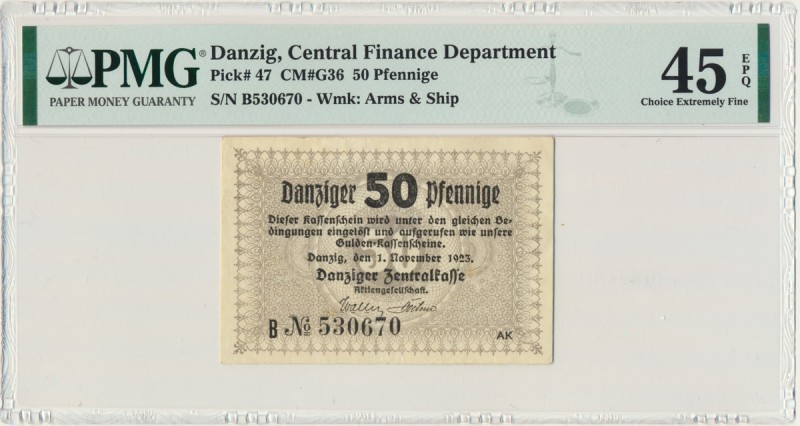 PMG®
PAPER MONEY GUARANTY
Danzig, Central Finance Department
Pick# 47 CM#G36 50 Pfennige
S/N B530670 - Wmk: Arms & Ship
45
EPQ
Choice Extremely Fine
Danziger 50 Pfennige
Dieser Kassenschein wird unter den gleichen Be-
dingungen eingelöst und aufgerufen wie unsere
Gulden-Kassenscheine.
Danzig, den 1. November 1923.
Danziger Zentralkasse
Aktiengesellschaft.
B № 530670
AK